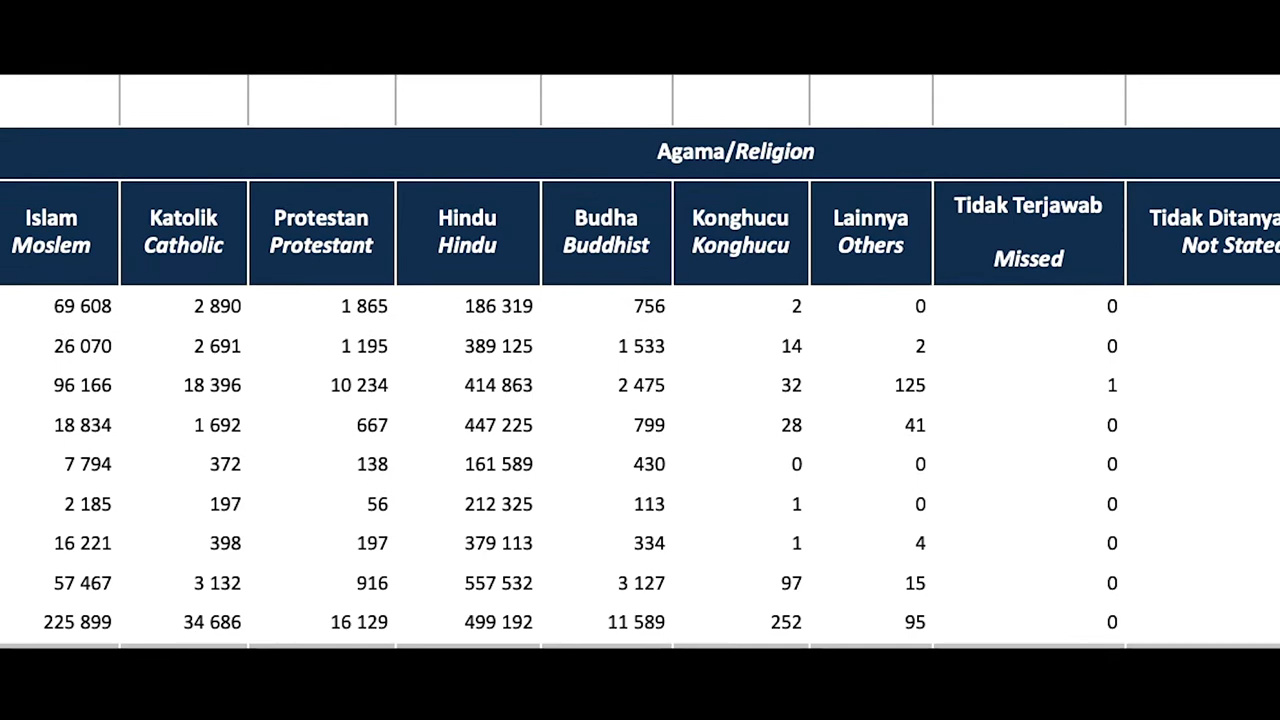 Agama/Religion
Islam Katolik Protestan Hindu Budha Konghucu Lainnya Tidak Terjawab Tidak Ditanya
Moslem Catholic Protestant Hindu Buddhist Konghucu Others Missed Not Stated
69 608 2 890 1 865 186 319 756 2 0 0
26 070 2 691 1 195 389 125 1 533 14 2 0
96 166 18 396 10 234 414 863 2 475 32 125 1
18 834 1 692 667 447 225 799 28 41 0
7 794 372 138 161 589 430 0 0 0
2 185 197 56 212 325 113 1 0 0
16 221 398 197 379 113 334 1 4 0
57 467 3 132 916 557 532 3 127 97 15 0
225 899 34 686 16 129 499 192 11 589 252 95 0